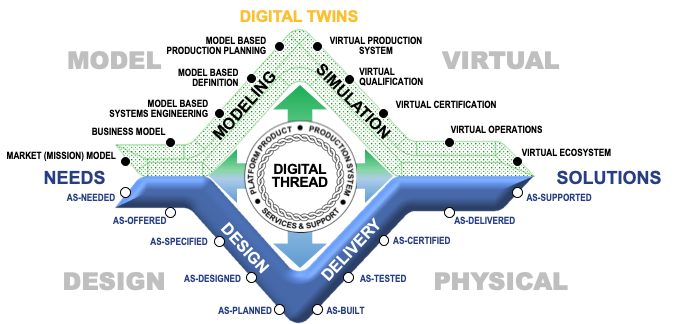 DIGITAL TWINS
MODEL BASED
PRODUCTION PLANNING
VIRTUAL PRODUCTION
SYSTEM
MODEL
VIRTUAL
MODEL BASED
DEFINITION
VIRTUAL
QUALIFICATION
MODELING
SIMULATION
MODEL BASED
SYSTEMS ENGINEERING
VIRTUAL CERTIFICATION
BUSINESS MODEL
VIRTUAL OPERATIONS
MARKET (MISSION) MODEL
VIRTUAL ECOSYSTEM
PLATFORM PRODUCT
PRODUCTION SYSTEM
SERVICES & SUPPORT
DIGITAL
THREAD
NEEDS
SOLUTIONS
AS-NEEDED
AS-SUPPORTED
AS-OFFERED
AS-DELIVERED
AS-SPECIFIED
AS-CERTIFIED
DESIGN
DELIVERY
DESIGN
PHYSICAL
AS-DESIGNED
AS-TESTED
AS-PLANNED
AS-BUILT